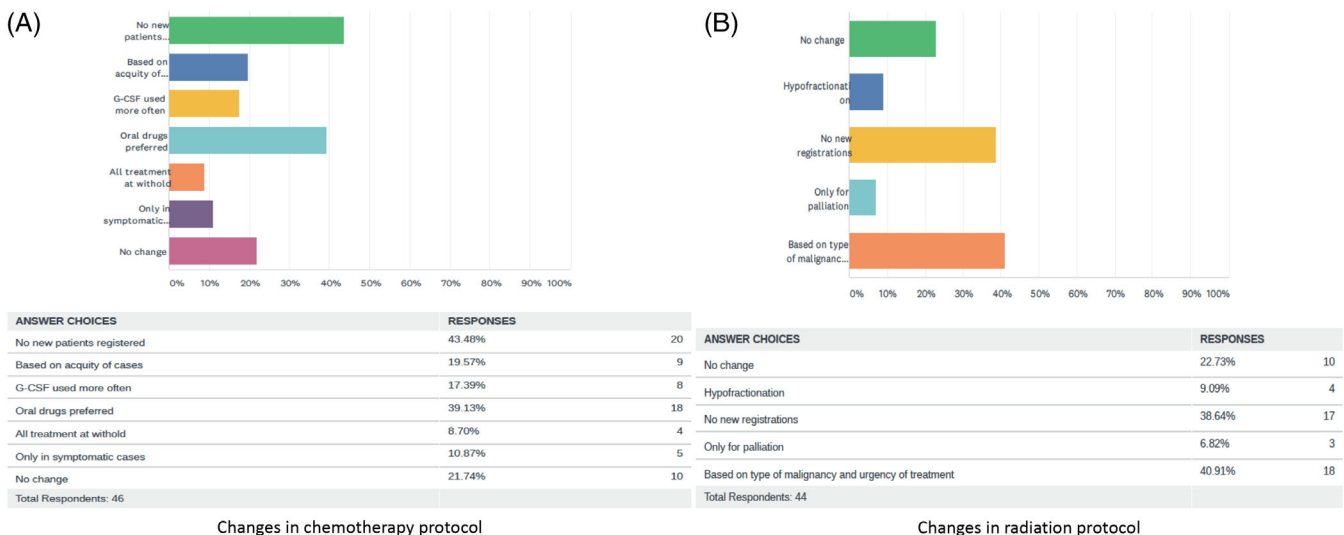 (A)
No new
patients...
Based on
acquity of...
G-CSF used
more often
Oral drugs
preferred
All treatment
at withold
Only in
symptomatic...
No change
0% 10% 20% 30% 40% 50% 60% 70% 80% 90% 100%
ANSWER CHOICES RESPONSES
No new patients registered 43.48% 20
Based on acquity of cases 19.57% 9
G-CSF used more often 17.39% 8
Oral drugs preferred 39.13% 18
All treatment at withold 8.70% 4
Only in symptomatic cases 10.87% 5
No change 21.74% 10
Total Respondents: 46
Changes in chemotherapy protocol
(B)
No change
Hypofractionati
on
No new
registrations
Only for
palliation
Based on type
of malignanc...
0% 10% 20% 30% 40% 50% 60% 70% 80% 90% 100%
ANSWER CHOICES RESPONSES
No change 22.73% 10
Hypofractionation 9.09% 4
No new registrations 38.64% 17
Only for palliation 6.82% 3
Based on type of malignancy and urgency of treatment 40.91% 18
Total Respondents: 44
Changes in radiation protocol